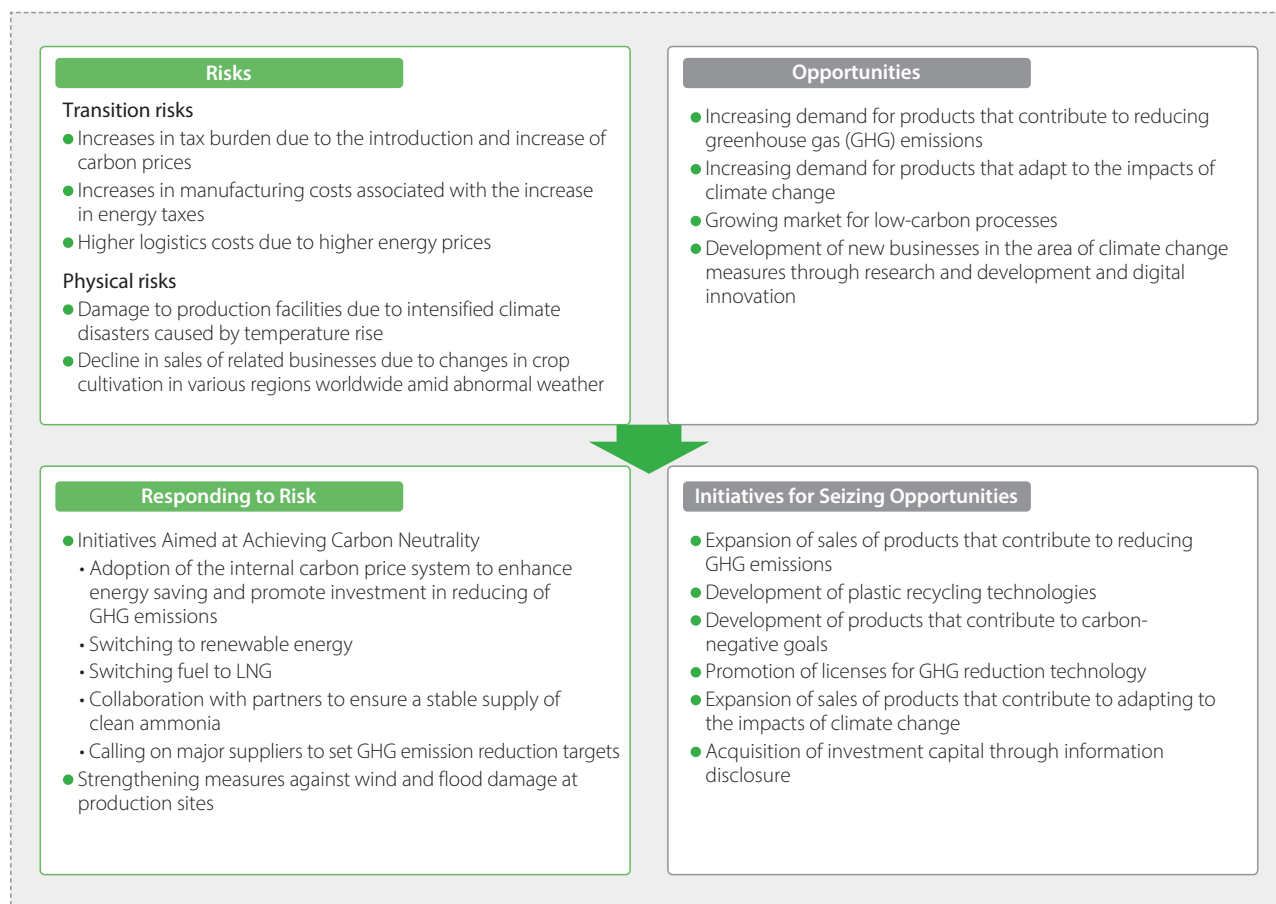 Risks
Transition risks
● Increases in tax burden due to the introduction and increase of
carbon prices
● Increases in manufacturing costs associated with the increase
in energy taxes
● Higher logistics costs due to higher energy prices
Physical risks
● Damage to production facilities due to intensified climate
disasters caused by temperature rise
● Decline in sales of related businesses due to changes in crop
cultivation in various regions worldwide amid abnormal weather
Opportunities
● Increasing demand for products that contribute to reducing
greenhouse gas (GHG) emissions
● Increasing demand for products that adapt to the impacts of
climate change
● Growing market for low-carbon processes
● Development of new businesses in the area of climate change
measures through research and development and digital
innovation
Responding to Risk
● Initiatives Aimed at Achieving Carbon Neutrality
• Adoption of the internal carbon price system to enhance
energy saving and promote investment in reducing of
GHG emissions
• Switching to renewable energy
• Switching fuel to LNG
• Collaboration with partners to ensure a stable supply of
clean ammonia
• Calling on major suppliers to set GHG emission reduction targets
● Strengthening measures against wind and flood damage at
production sites
Initiatives for Seizing Opportunities
● Expansion of sales of products that contribute to reducing
GHG emissions
● Development of plastic recycling technologies
● Development of products that contribute to carbon-
negative goals
● Promotion of licenses for GHG reduction technology
● Expansion of sales of products that contribute to adapting to
the impacts of climate change
● Acquisition of investment capital through information
disclosure